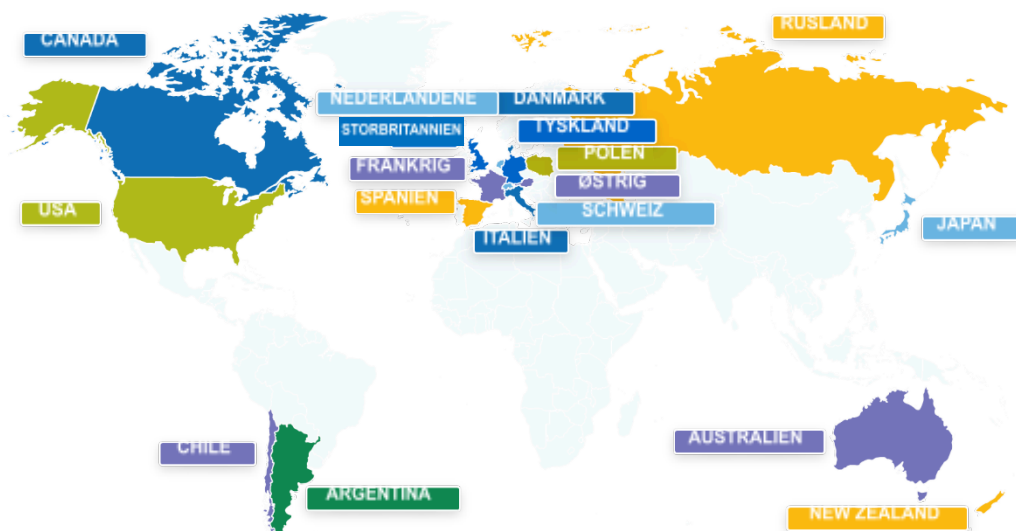 RUSLAND
CANADA
NEDERLANDENE
DANMARK
STORBRITANNIEN
TYSKLAND
POLEN
FRANKRIG
ØSTRIG
SPANIEN
SCHWEIZ
USA
JAPAN
ITALIEN
AUSTRALIEN
CHILE
ARGENTINA
NEW ZEALAND